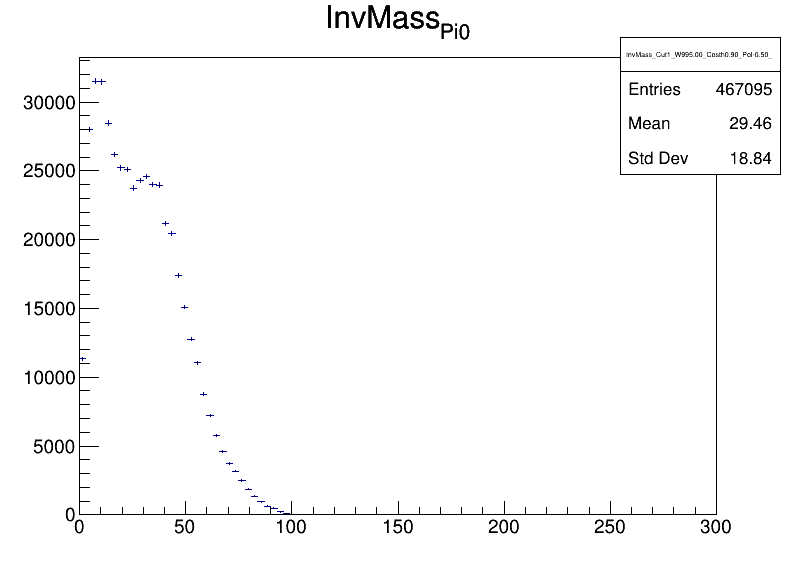 InvMass_Pi0
InvMass_Cut1_W995.00_Costh0.90_Pol-0.50_
Entries 467095
Mean 29.46
Std Dev 18.84
30000
25000
20000
15000
10000
5000
0
0 50 100 150 200 250 300